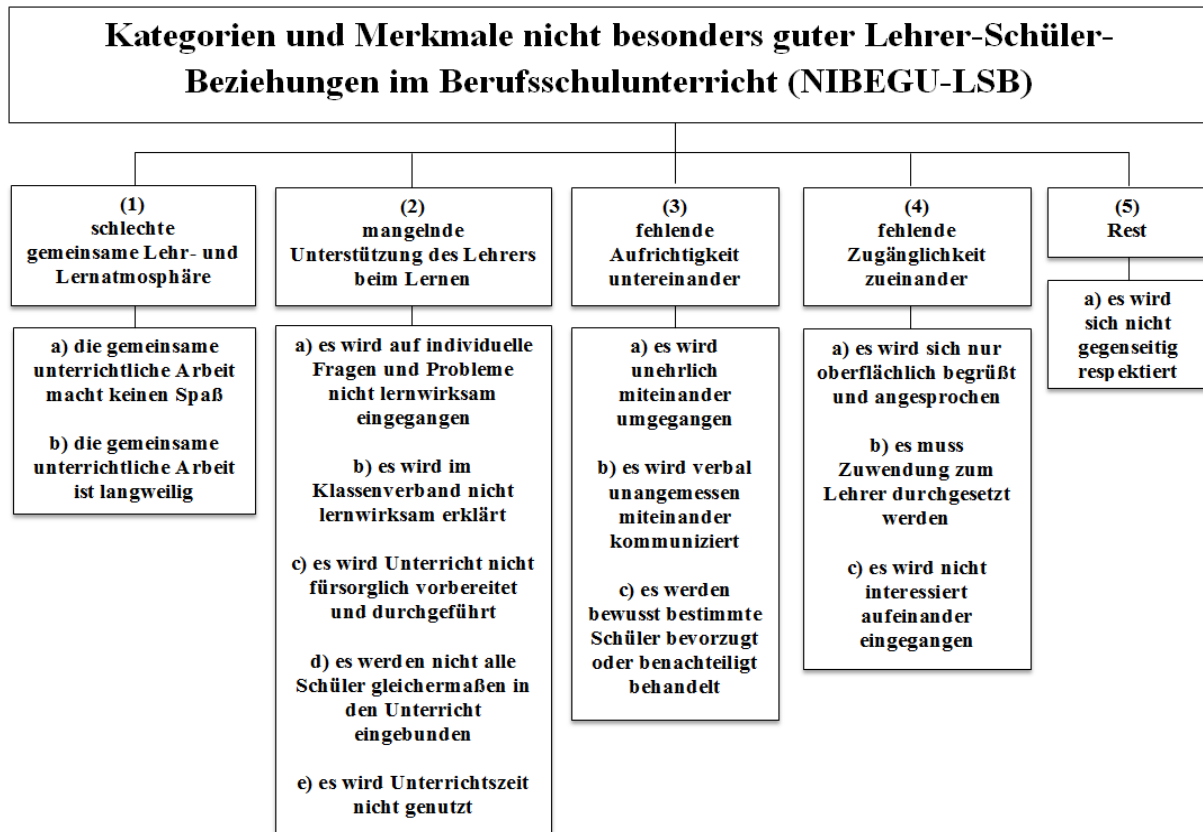 Kategorien und Merkmale nicht besonders guter Lehrer-Schüler-
Beziehungen im Berufsschulunterricht (NIBEGU-LSB)
(1)
schlechte
gemeinsame Lehr- und
Lernatmosphäre
a) die gemeinsame
unterrichtliche Arbeit
macht keinen Spaß
b) die gemeinsame
unterrichtliche Arbeit
ist langweilig
(2)
mangelnde
Unterstützung des Lehrers
beim Lernen
a) es wird auf individuelle
Fragen und Probleme
nicht lernwirksam
eingegangen
b) es wird im
Klassenverband nicht
lernwirksam erklärt
c) es wird Unterricht nicht
fürsorglich vorbereitet
und durchgeführt
d) es werden nicht alle
Schüler gleichermaßen in
den Unterricht
eingebunden
e) es wird Unterrichtszeit
nicht genutzt
(3)
fehlende
Aufrichtigkeit
untereinander
a) es wird
unehrlich
miteinander
umgegangen
b) es wird verbal
unangemessen
miteinander
kommuniziert
c) es werden
bewusst bestimmte
Schüler bevorzugt
oder benachteiligt
behandelt
(4)
fehlende
Zugänglichkeit
zueinander
a) es wird sich nur
oberflächlich begrüßt
und angesprochen
b) es muss
Zuwendung zum
Lehrer durchgesetzt
werden
c) es wird nicht
interessiert
aufeinander
eingegangen
(5)
Rest
a) es wird
sich nicht
gegenseitig
respektiert